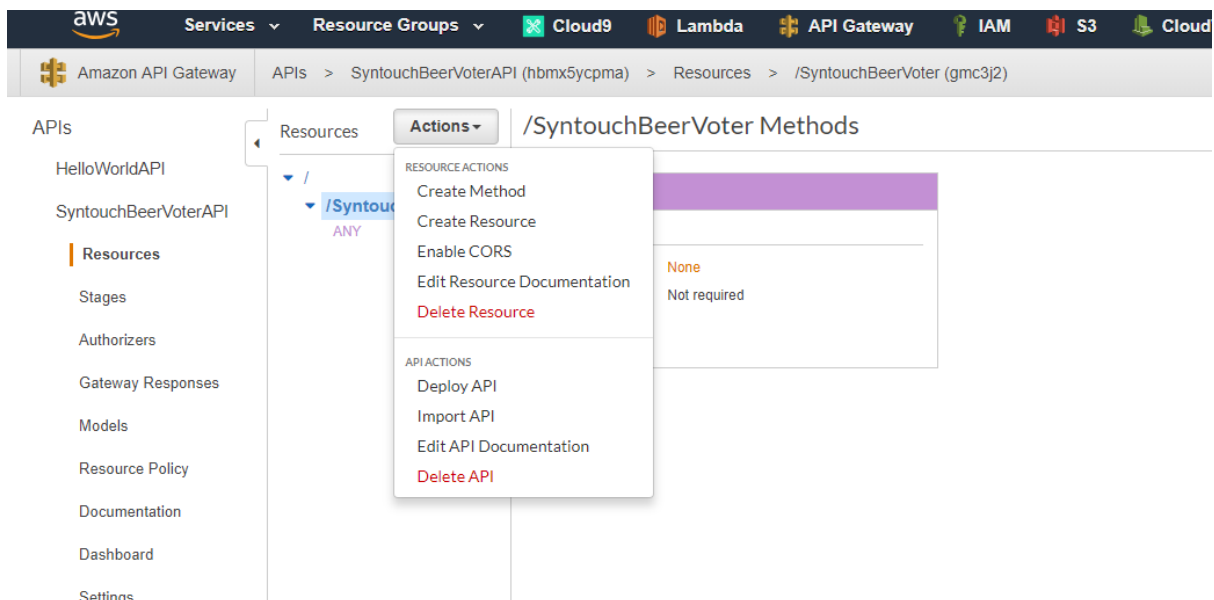 aws Services Resource Groups Cloud9 Lambda API Gateway IAM S3 Cloud
Amazon API Gateway APIs > SyntouchBeerVoterAPI (hbmx5ycpma) > Resources > /SyntouchBeerVoter (gmc3j2)
APIs
HelloWorldAPI
SyntouchBeerVoterAPI
Resources
Stages
Authorizers
Gateway Responses
Models
Resource Policy
Documentation
Dashboard
Settings
Resources Actions
/
/Syntouc
ANY
RESOURCE ACTIONS
Create Method
Create Resource
Enable CORS
Edit Resource Documentation
Delete Resource
API ACTIONS
Deploy API
Import API
Edit API Documentation
Delete API
/SyntouchBeerVoter Methods
None
Not required